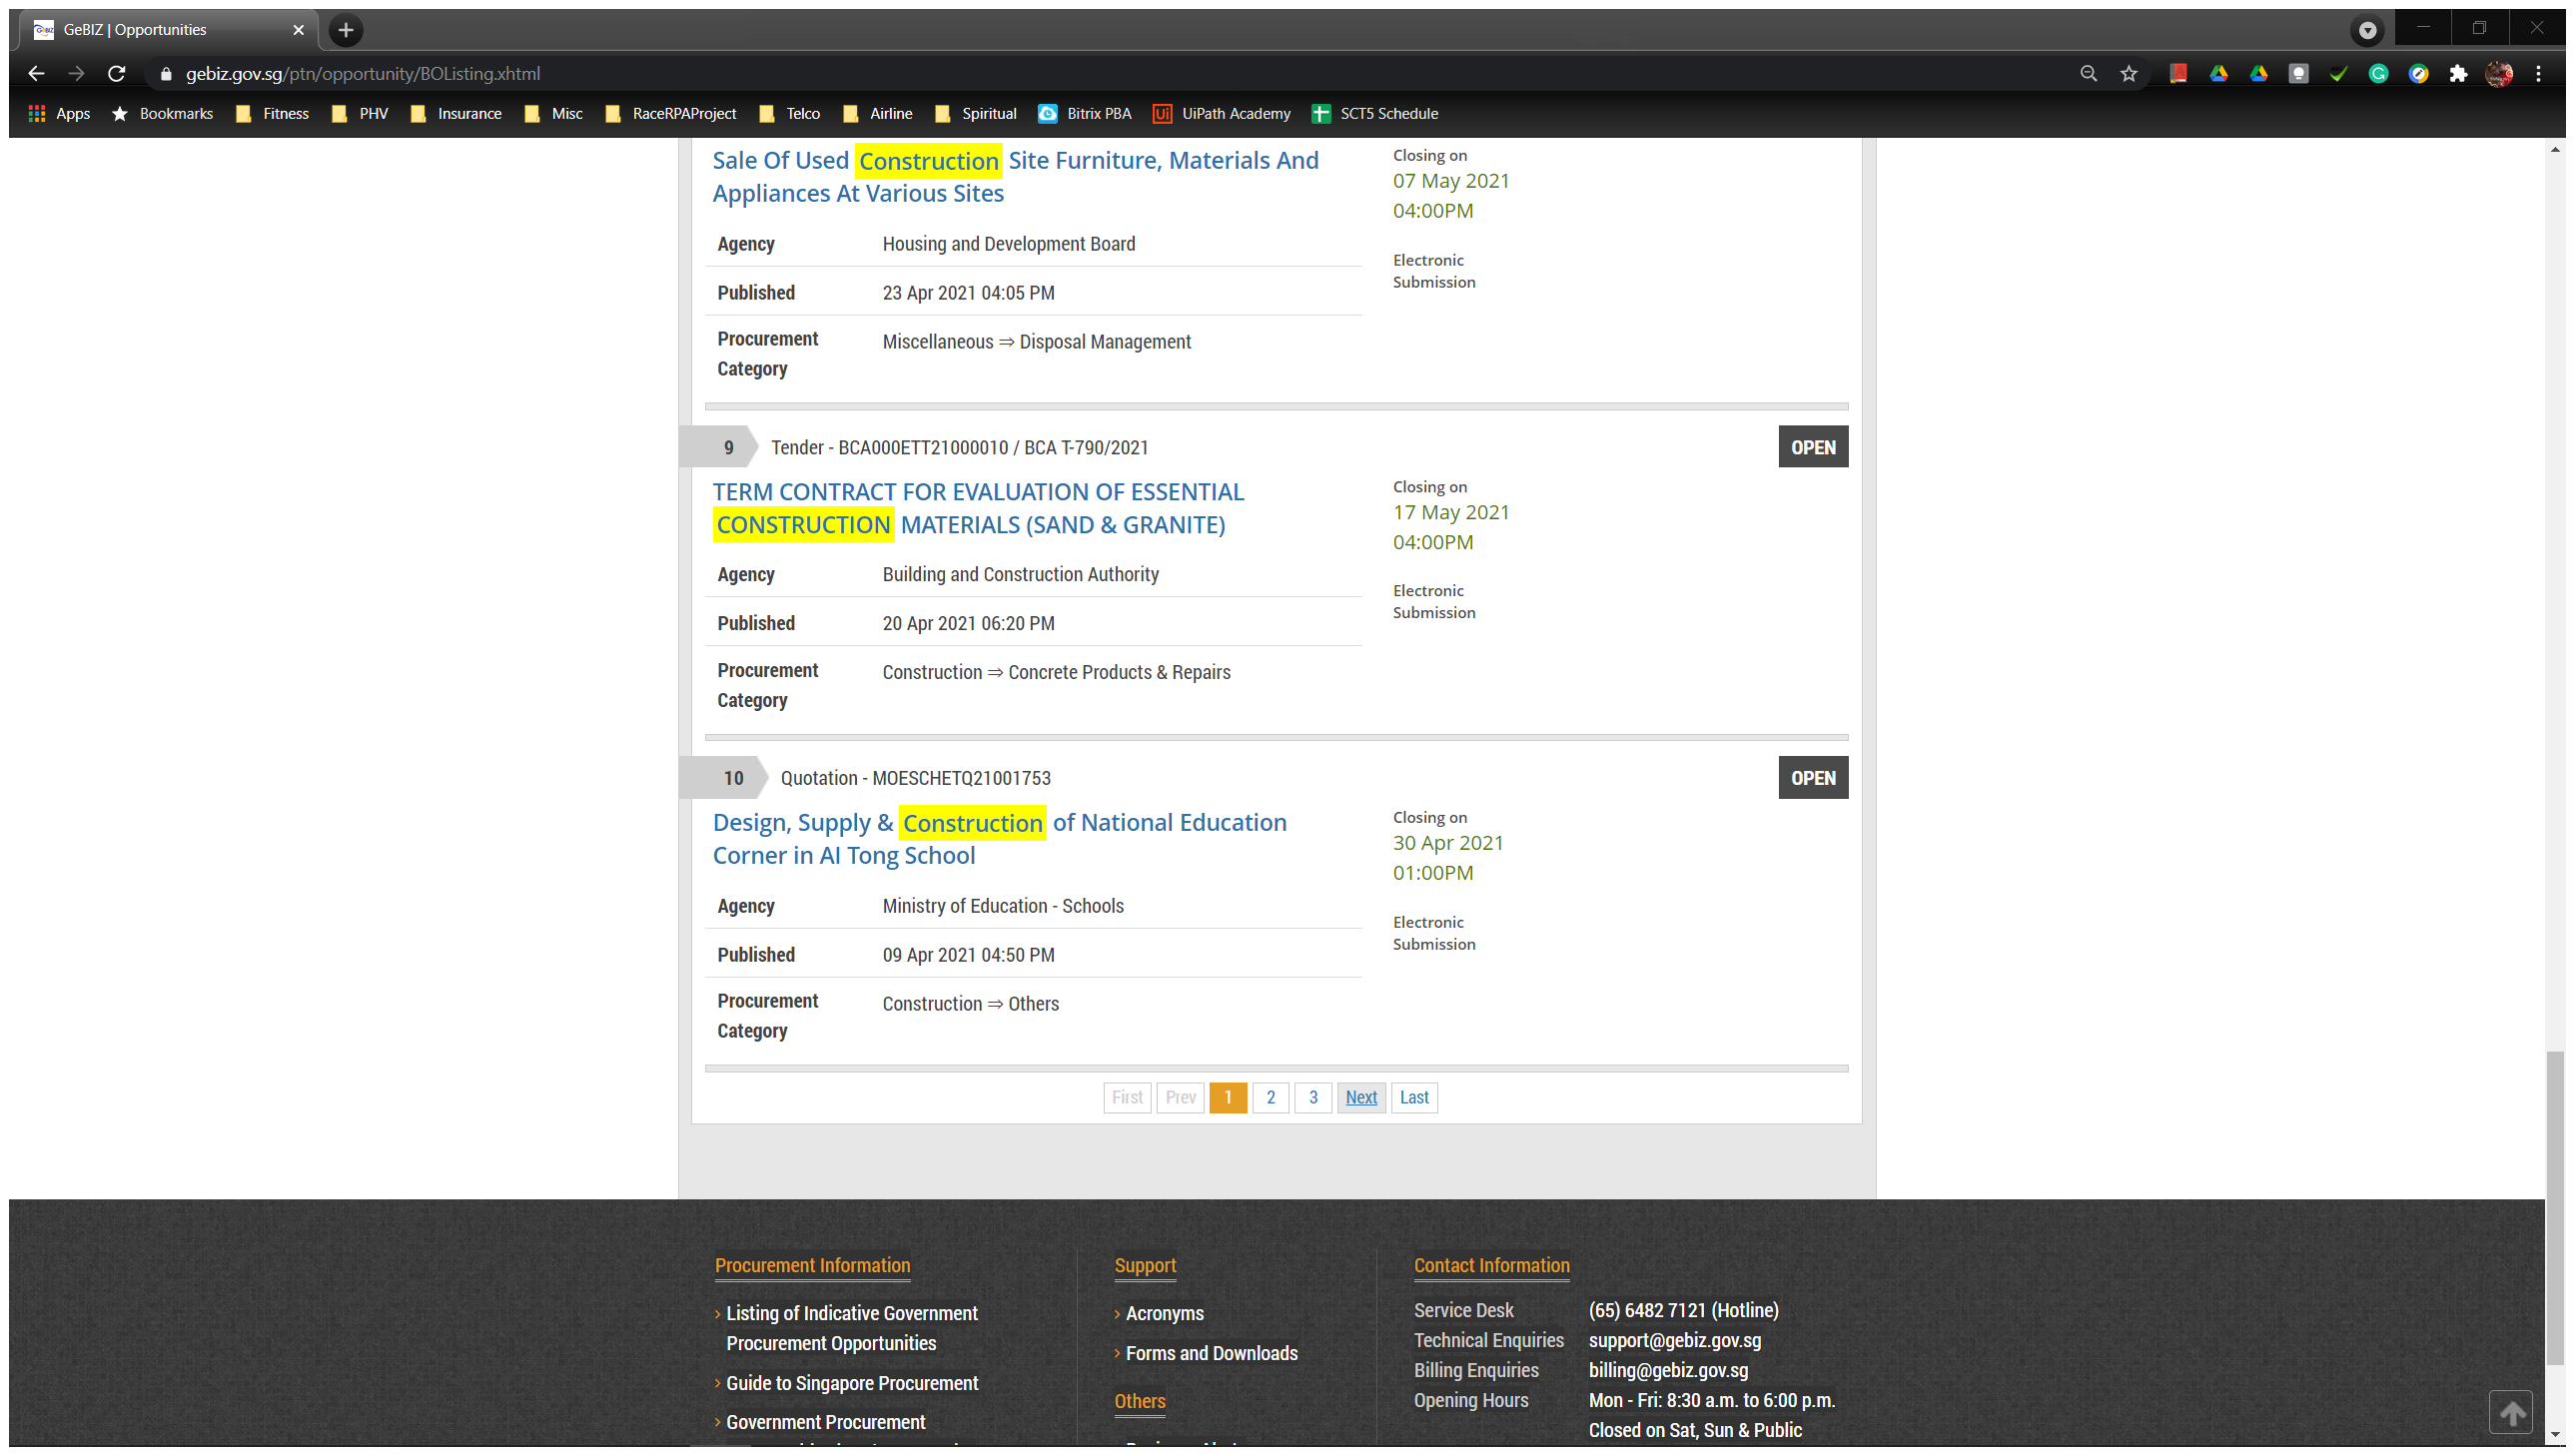 GeBIZ | Opportunities
gebiz.gov.sg/ptn/opportunity/BOListing.xhtml
Apps Bookmarks Fitness PHV Insurance Misc RaceRPAProject Telco Airline Spiritual Bitrix PBA UiPath Academy SCT5 Schedule
Sale Of Used Construction Site Furniture, Materials And
Appliances At Various Sites
Closing on
07 May 2021
04:00PM
Agency Housing and Development Board
Electronic
Submission
Published 23 Apr 2021 04:05 PM
Procurement
Category
Miscellaneous ⇒ Disposal Management
9 Tender - BCA000ETT21000010 / BCA T-790/2021 OPEN
TERM CONTRACT FOR EVALUATION OF ESSENTIAL
CONSTRUCTION MATERIALS (SAND & GRANITE)
Closing on
17 May 2021
04:00PM
Agency Building and Construction Authority
Electronic
Submission
Published 20 Apr 2021 06:20 PM
Procurement
Category
Construction ⇒ Concrete Products & Repairs
10 Quotation - MOESCHETQ21001753 OPEN
Design, Supply & Construction of National Education
Corner in AI Tong School
Closing on
30 Apr 2021
01:00PM
Agency Ministry of Education - Schools
Electronic
Submission
Published 09 Apr 2021 04:50 PM
Procurement
Category
Construction ⇒ Others
First Prev 1 2 3 Next Last
Procurement Information
› Listing of Indicative Government
Procurement Opportunities
› Guide to Singapore Procurement
› Government Procurement
Support
› Acronyms
› Forms and Downloads
Others
Contact Information
Service Desk (65) 6482 7121 (Hotline)
Technical Enquiries support@gebiz.gov.sg
Billing Enquiries billing@gebiz.gov.sg
Opening Hours Mon - Fri: 8:30 a.m. to 6:00 p.m.
Closed on Sat, Sun & Public